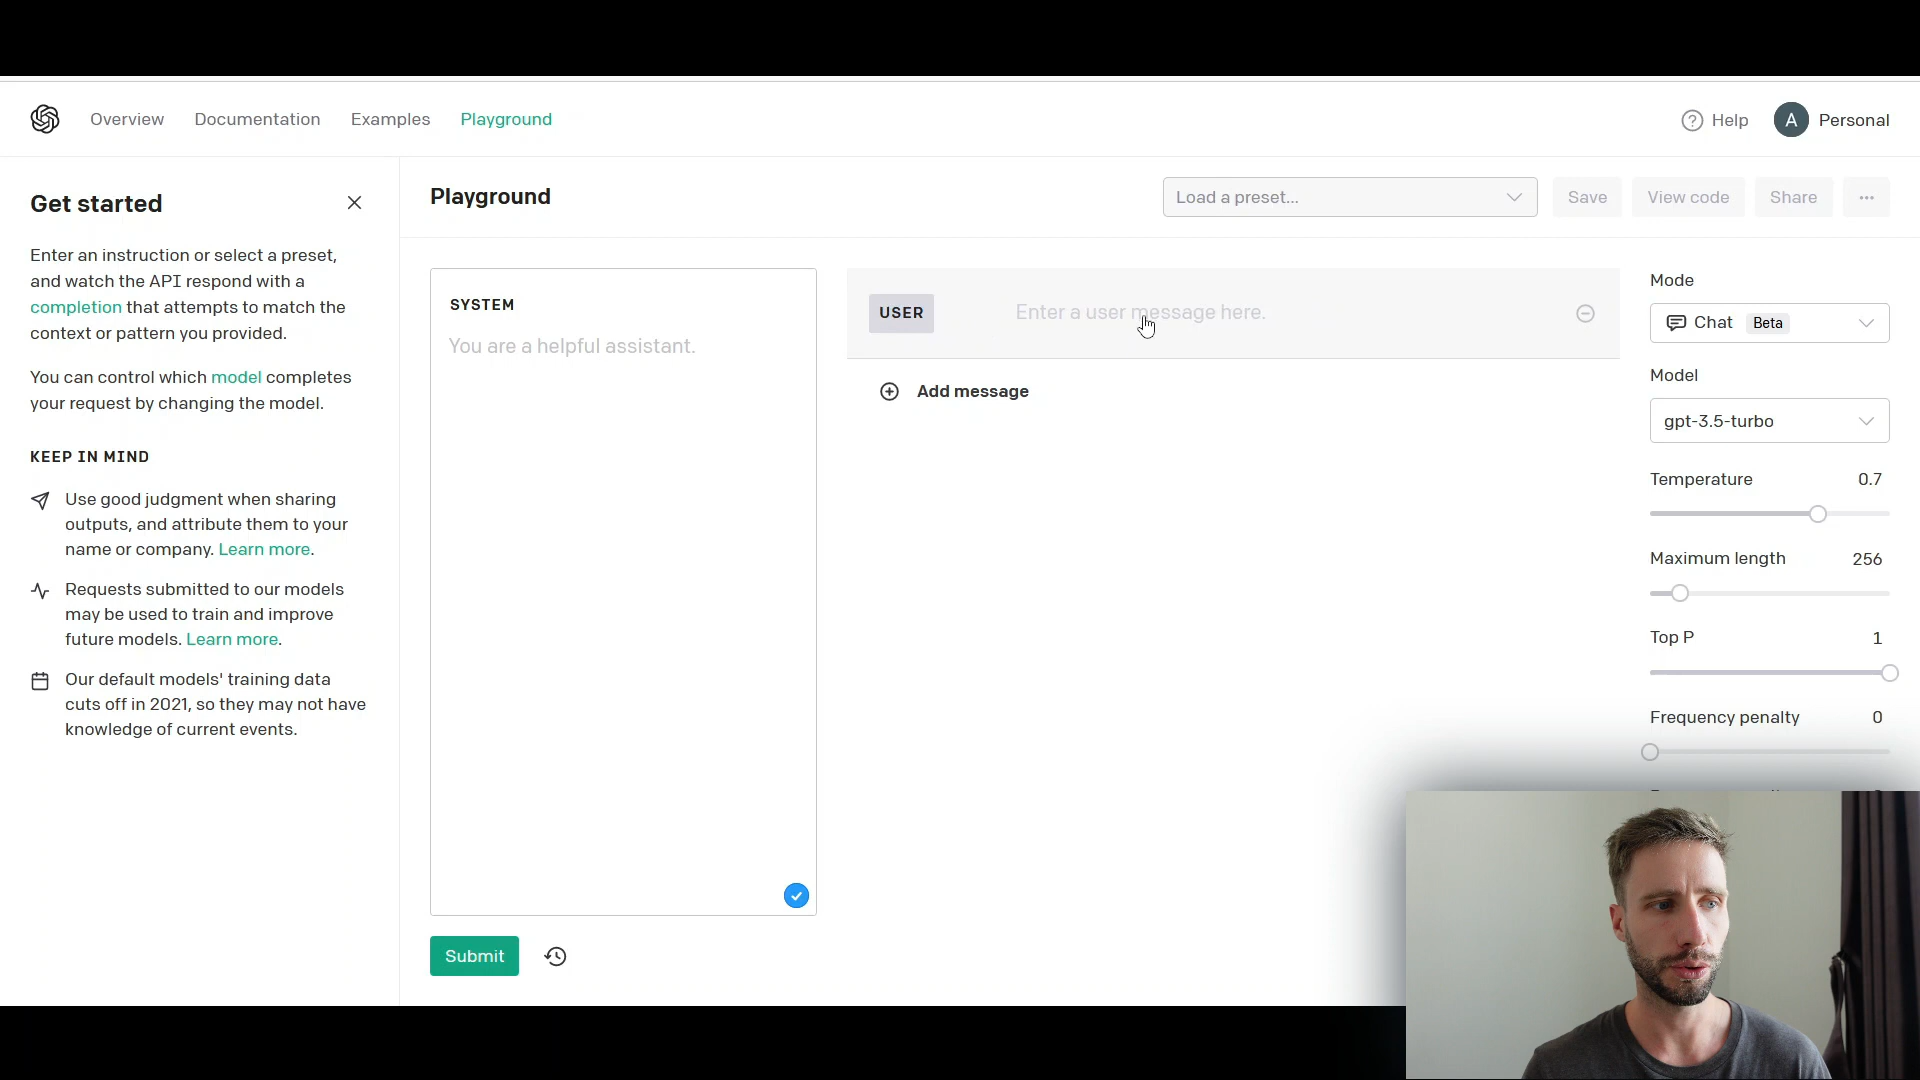 Overview Documentation Examples Playground
Help A Personal
Get started
Enter an instruction or select a preset,
and watch the API respond with a
completion that attempts to match the
context or pattern you provided.
You can control which model completes
your request by changing the model.
KEEP IN MIND
Use good judgment when sharing
outputs, and attribute them to your
name or company. Learn more.
Requests submitted to our models
may be used to train and improve
future models. Learn more.
Our default models' training data
cuts off in 2021, so they may not have
knowledge of current events.
Playground
Load a preset...
Save
View code
Share
...
SYSTEM
You are a helpful assistant.
USER
Enter a user message here.
Add message
Submit
Mode
Chat Beta
Model
gpt-3.5-turbo
Temperature 0.7
Maximum length 256
Top P 1
Frequency penalty 0